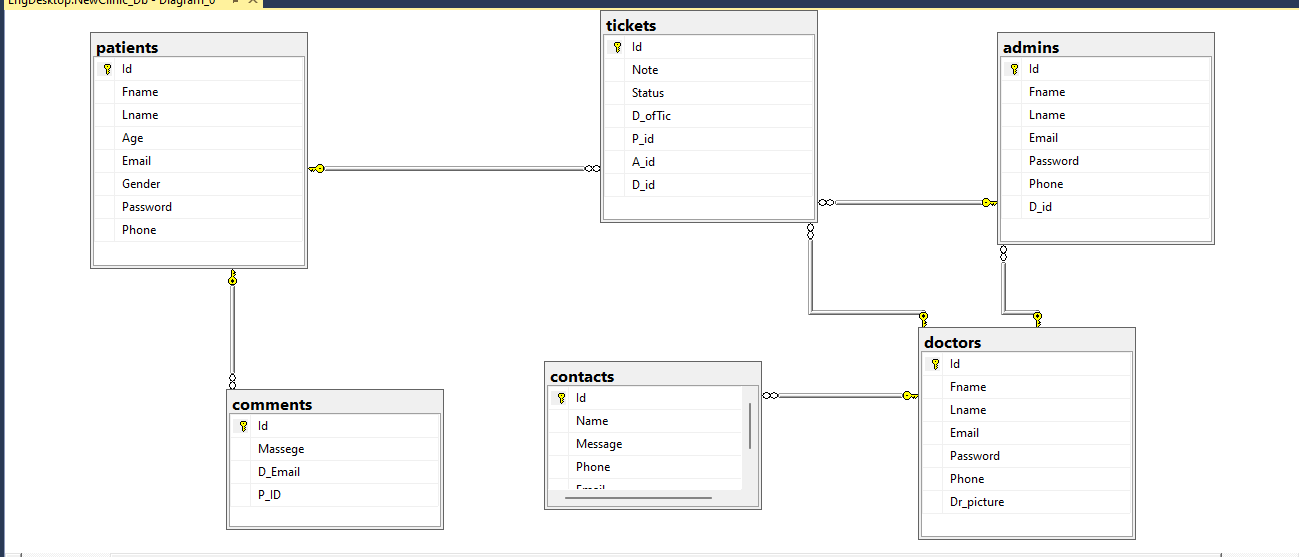 EngDesktop.NewClinic_Db - Diagram_0
patients
Id
Fname
Lname
Age
Email
Gender
Password
Phone
tickets
Id
Note
Status
D_ofTic
P_id
A_id
D_id
admins
Id
Fname
Lname
Email
Password
Phone
D_id
comments
Id
Massege
D_Email
P_ID
contacts
Id
Name
Message
Phone
Email
doctors
Id
Fname
Lname
Email
Password
Phone
Dr_picture